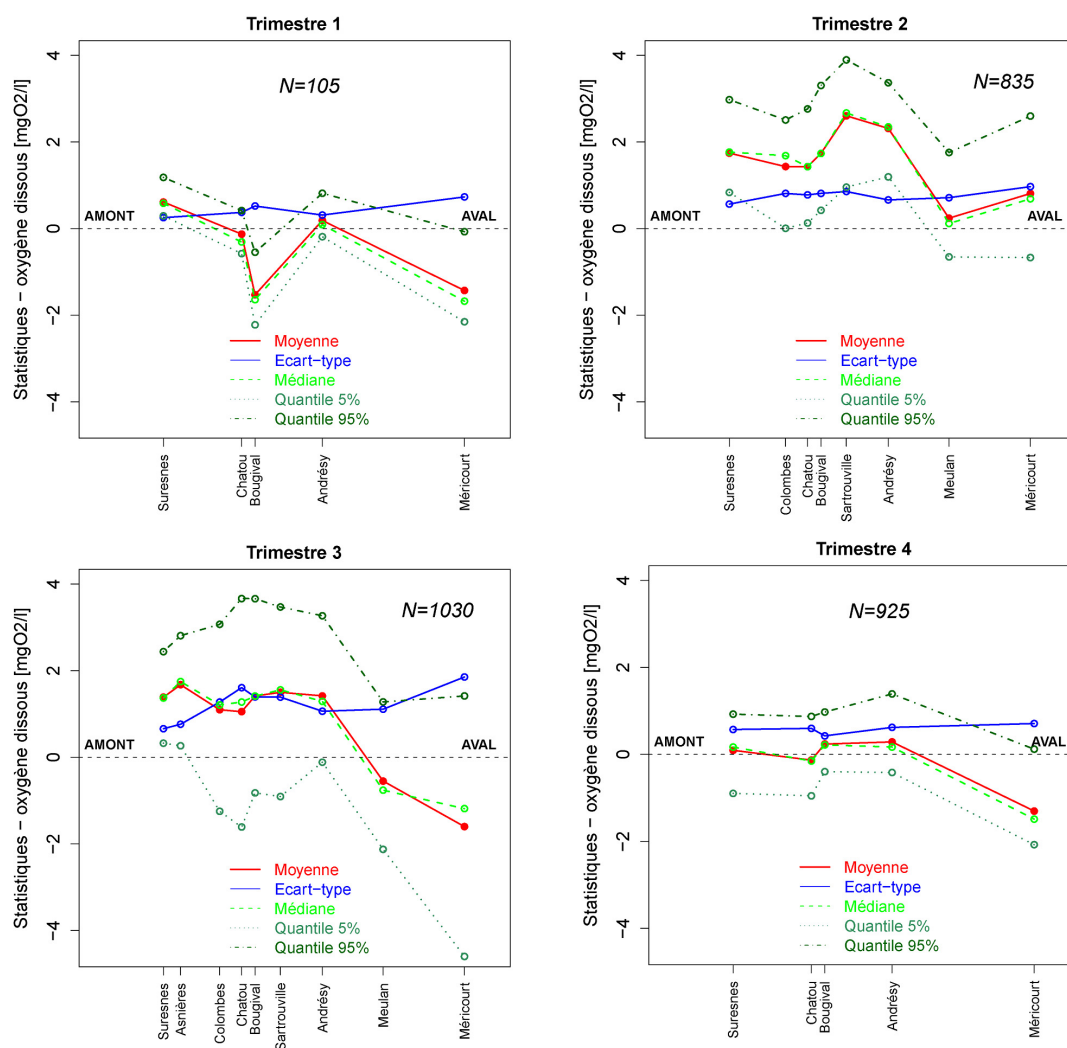 Trimestre 1
Statistiques − oxygène dissous [mgO2/l]
4
2
0
−2
−4
N=105
AMONT
AVAL
Moyenne
Ecart−type
Médiane
Quantile 5%
Quantile 95%
Suresnes
Chatou
Bougival
Andrésy
Méricourt
Trimestre 2
Statistiques − oxygène dissous [mgO2/l]
4
2
0
−2
−4
N=835
AMONT
AVAL
Moyenne
Ecart−type
Médiane
Quantile 5%
Quantile 95%
Suresnes
Colombes
Chatou
Bougival
Sartrouville
Andrésy
Meulan
Méricourt
Trimestre 3
Statistiques − oxygène dissous [mgO2/l]
4
2
0
−2
−4
N=1030
AMONT
AVAL
Moyenne
Ecart−type
Médiane
Quantile 5%
Quantile 95%
Suresnes
Asnières
Colombes
Chatou
Bougival
Sartrouville
Andrésy
Meulan
Méricourt
Trimestre 4
Statistiques − oxygène dissous [mgO2/l]
4
2
0
−2
−4
N=925
AMONT
AVAL
Moyenne
Ecart−type
Médiane
Quantile 5%
Quantile 95%
Suresnes
Chatou
Bougival
Andrésy
Méricourt